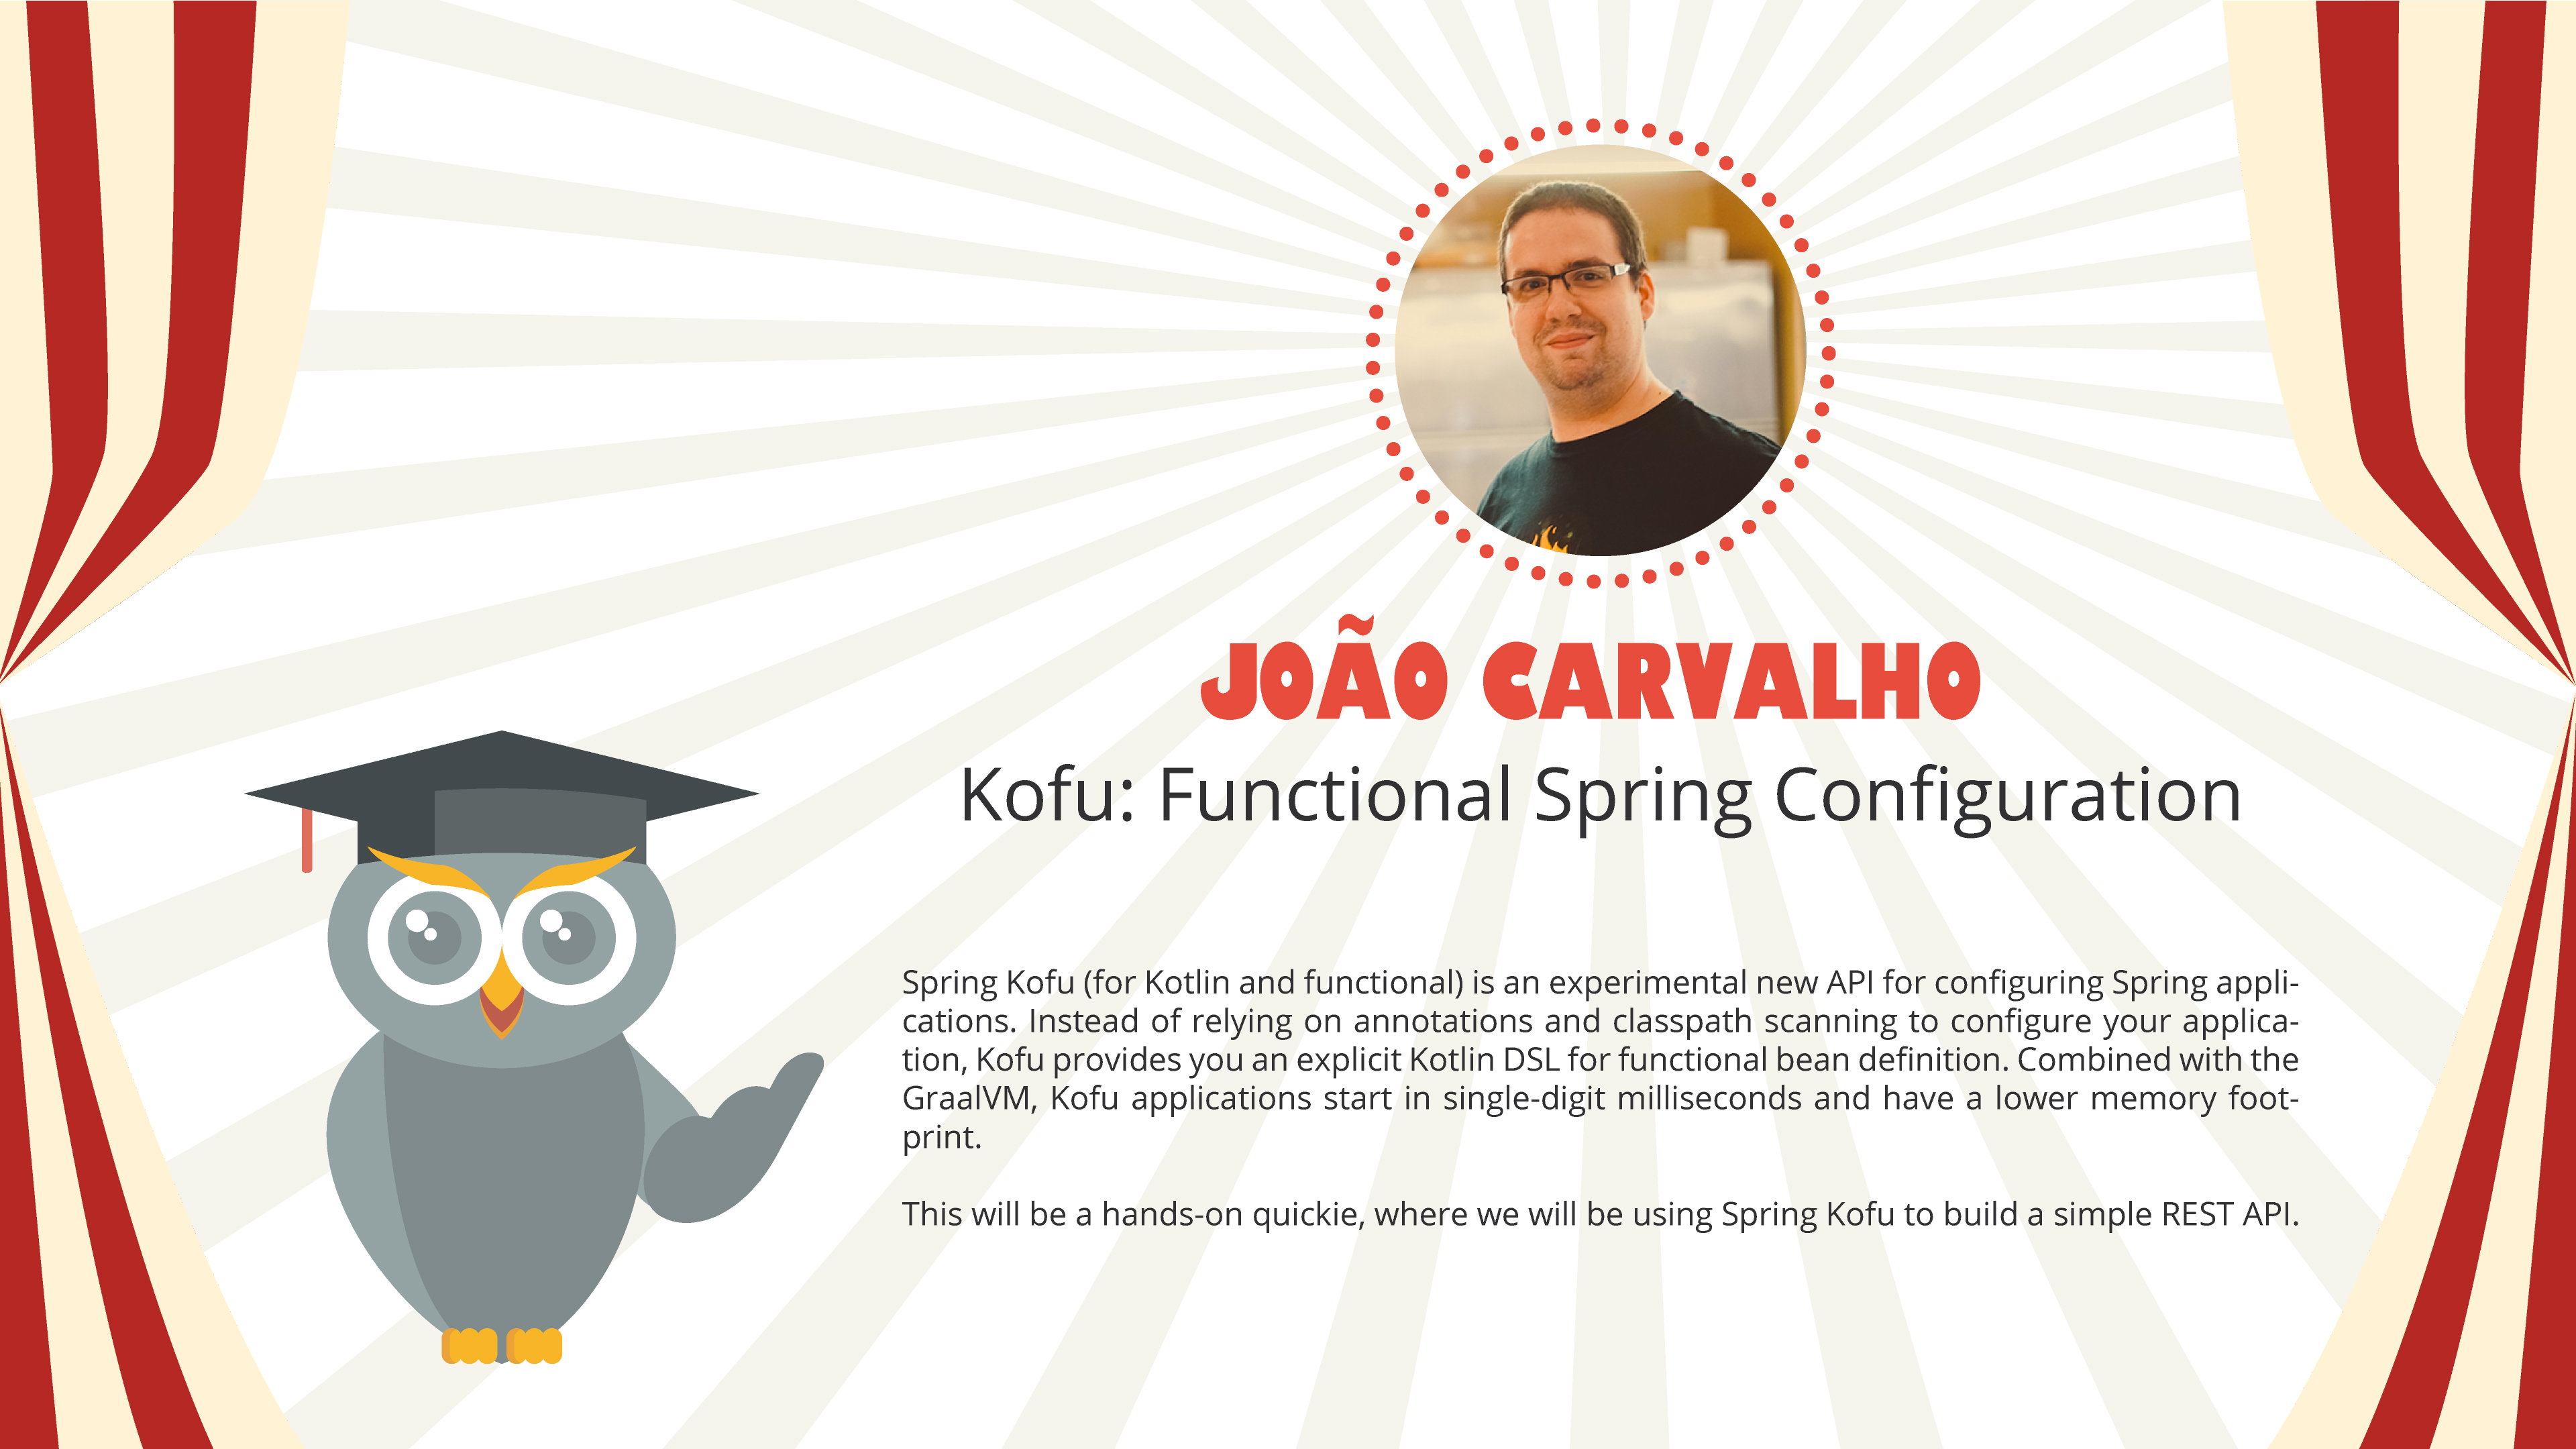 JOÃO CARVALHO
Kofu: Functional Spring Configuration
Spring Kofu (for Kotlin and functional) is an experimental new API for configuring Spring appli-
cations. Instead of relying on annotations and classpath scanning to configure your applica-
tion, Kofu provides you an explicit Kotlin DSL for functional bean definition. Combined with the
GraalVM, Kofu applications start in single-digit milliseconds and have a lower memory foot-
print.
This will be a hands-on quickie, where we will be using Spring Kofu to build a simple REST API.